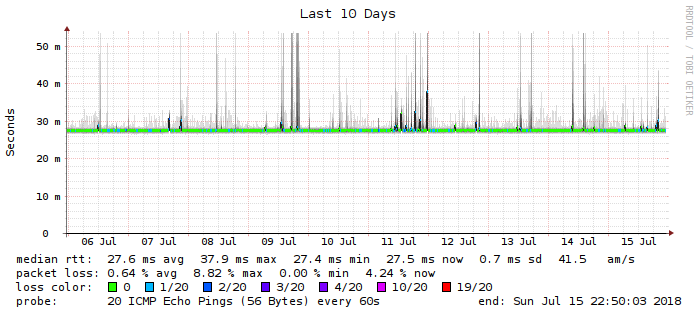 Last 10 Days
RRDTOOL / TOBI OETIKER
Seconds
50 m
40 m
30 m
20 m
10 m
0
06 Jul 07 Jul 08 Jul 09 Jul 10 Jul 11 Jul 12 Jul 13 Jul 14 Jul 15 Jul
median rtt: 27.6 ms avg 37.9 ms max 27.4 ms min 27.5 ms now 0.7 ms sd 41.5 am/s
packet loss: 0.64 % avg 8.82 % max 0.00 % min 4.24 % now
loss color: 0 1/20 2/20 3/20 4/20 10/20 19/20
probe: 20 ICMP Echo Pings (56 Bytes) every 60s end: Sun Jul 15 22:50:03 2018